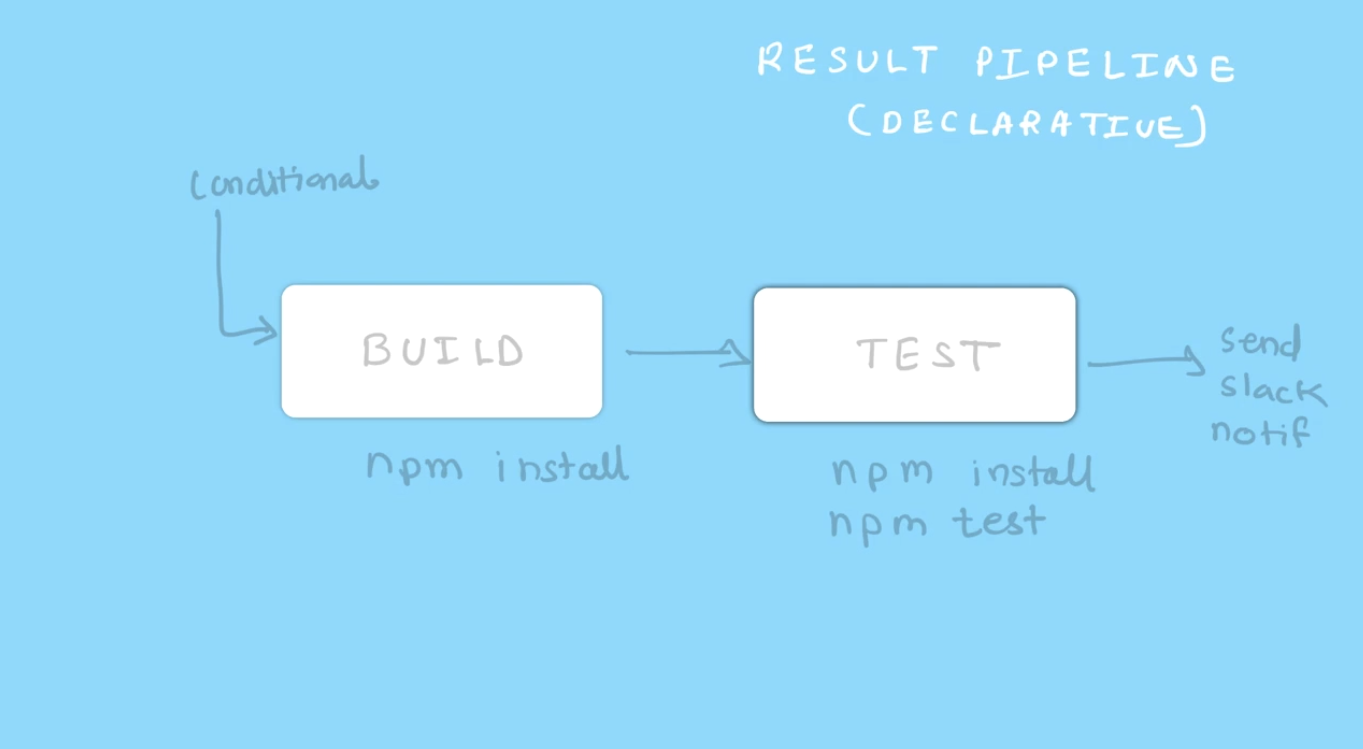 RESULT PIPELINE
(DECLARATIVE)
Conditional
BUILD
TEST
send
slack
notif
npm install
npm install
npm test